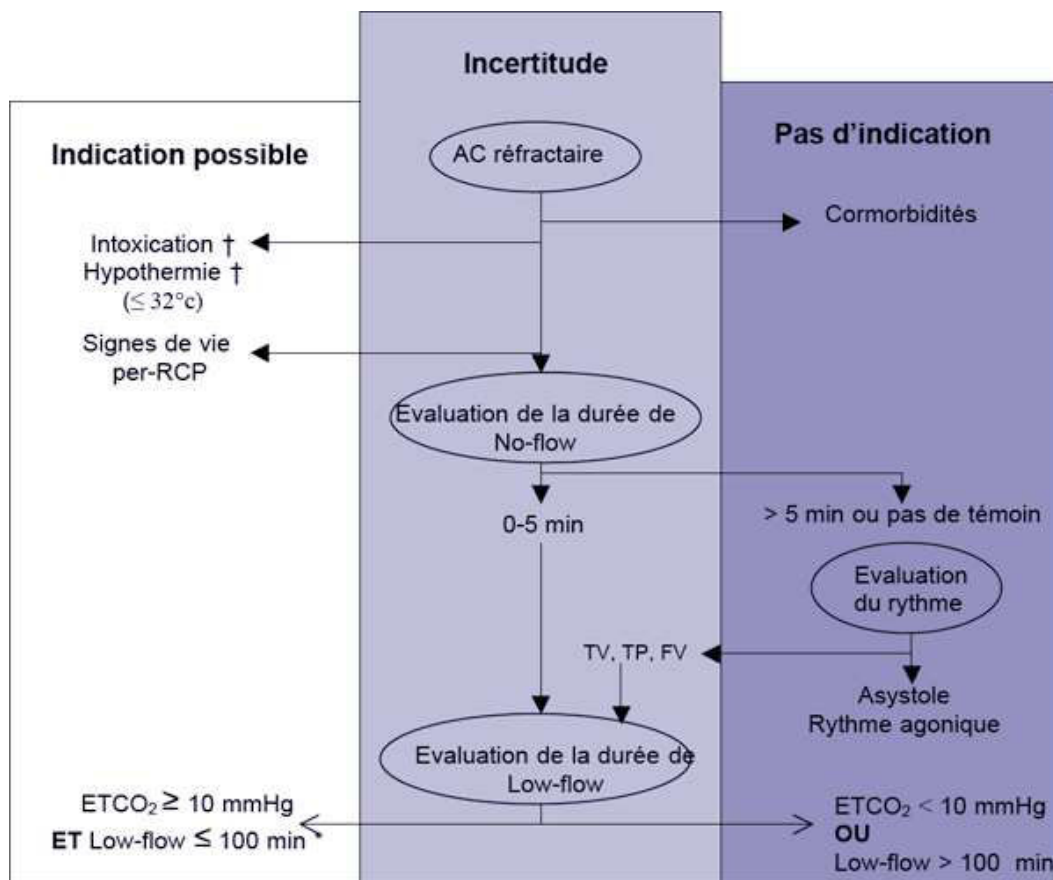 Incertitude
Indication possible
Pas d'indication
AC réfractaire
Cormorbidités
Intoxication †
Hypothermie †
(≤ 32°c)
Signes de vie
per-RCP
Evaluation de la durée de
No-flow
0-5 min
> 5 min ou pas de témoin
Evaluation
du rythme
TV, TP, FV
Asystole
Rythme agonique
Evaluation de la durée de
Low-flow
ETCO₂ ≥ 10 mmHg
ET Low-flow ≤ 100 min *
ETCO₂ < 10 mmHg
OU
Low-flow > 100 min